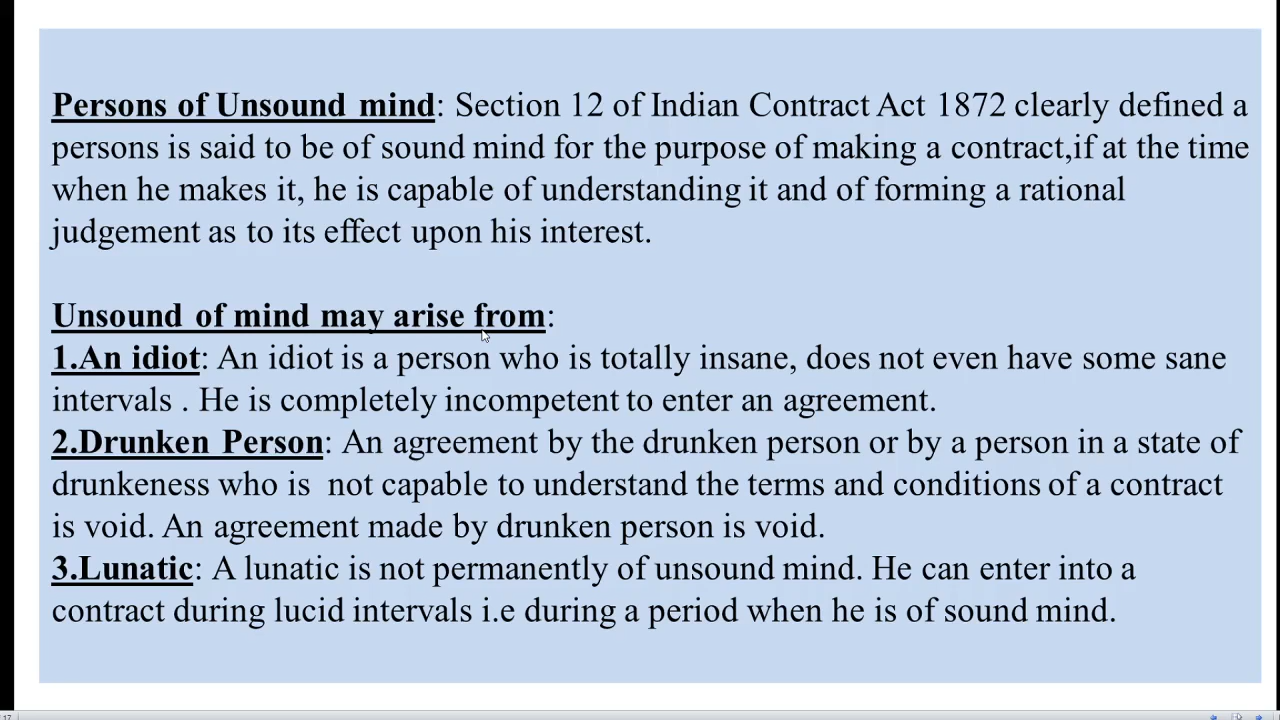 Persons of Unsound mind: Section 12 of Indian Contract Act 1872 clearly defined a
persons is said to be of sound mind for the purpose of making a contract,if at the time
when he makes it, he is capable of understanding it and of forming a rational
judgement as to its effect upon his interest.
Unsound of mind may arise from:
1.An idiot: An idiot is a person who is totally insane, does not even have some sane
intervals . He is completely incompetent to enter an agreement.
2.Drunken Person: An agreement by the drunken person or by a person in a state of
drunkeness who is  not capable to understand the terms and conditions of a contract
is void. An agreement made by drunken person is void.
3.Lunatic: A lunatic is not permanently of unsound mind. He can enter into a
contract during lucid intervals i.e during a period when he is of sound mind.
17